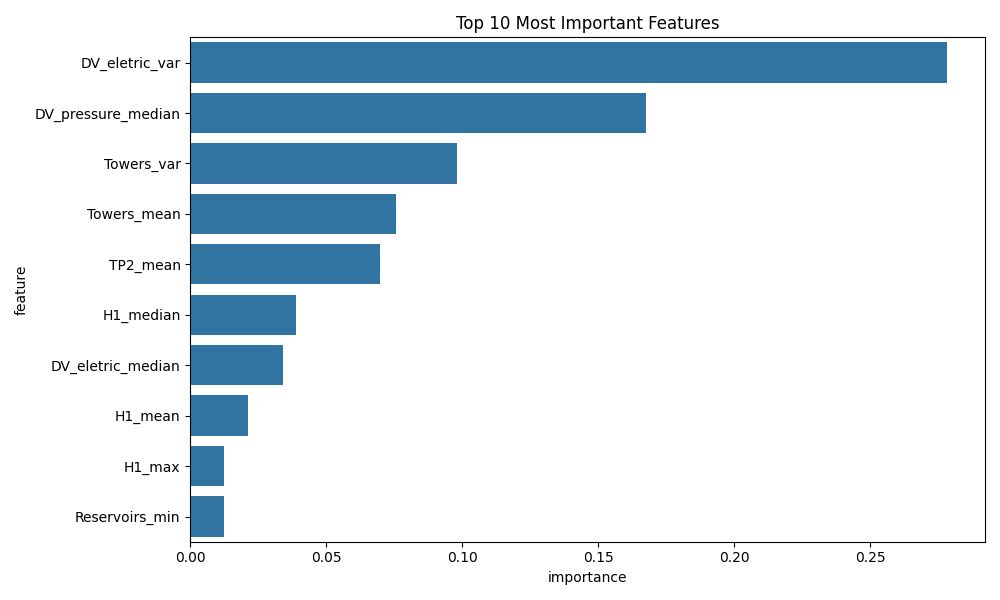 Top 10 Most Important Features
feature
DV_eletric_var
DV_pressure_median
Towers_var
Towers_mean
TP2_mean
H1_median
DV_eletric_median
H1_mean
H1_max
Reservoirs_min
0.00 0.05 0.10 0.15 0.20 0.25
importance